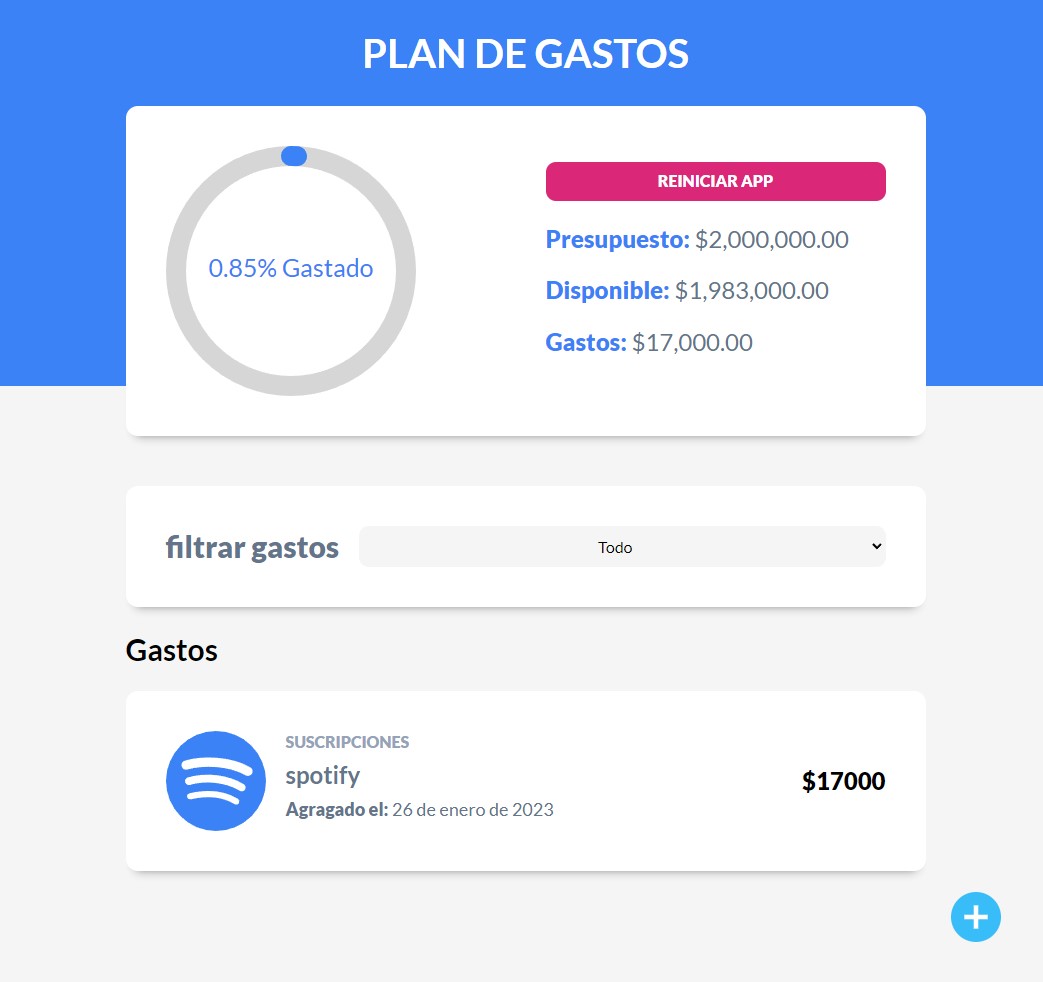 PLAN DE GASTOS
0.85% Gastado
REINICIAR APP
Presupuesto: $2,000,000.00
Disponible: $1,983,000.00
Gastos: $17,000.00
filtrar gastos
Todo
Gastos
SUSCRIPCIONES
spotify
Agragado el: 26 de enero de 2023
$17000